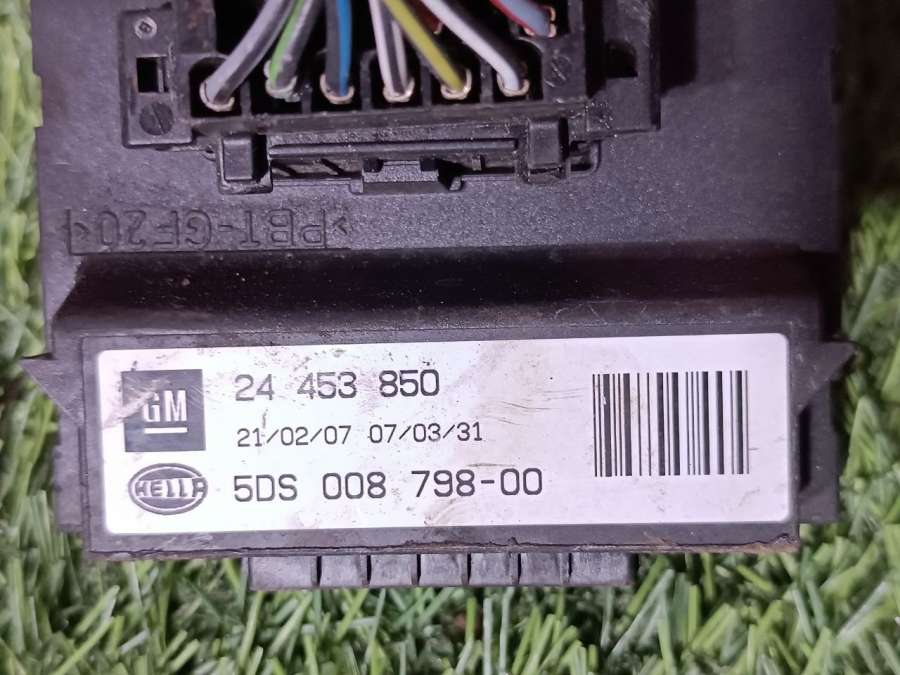 >PBT-GF20<
GM
24 453 850
21/02/07 07/03/31
HELLA
5DS 008 798-00